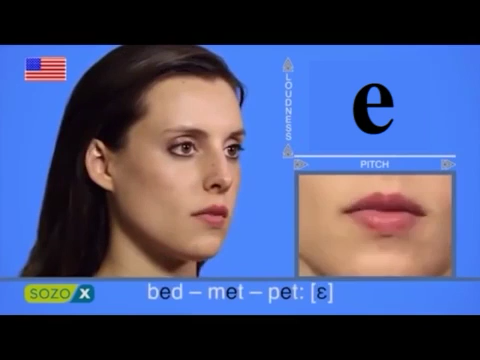 LOUDNESS
e
PITCH
SOZO X
bed – met – pet: [ɛ]